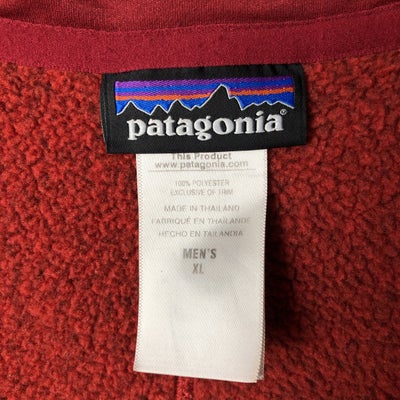 patagonia®
This Product
www.patagonia.com
100% POLYESTER
EXCLUSIVE OF TRIM
MADE IN THAILAND
FABRIQUÉ EN THAÏLANDE
HECHO EN TAILANDIA
MEN'S
XL